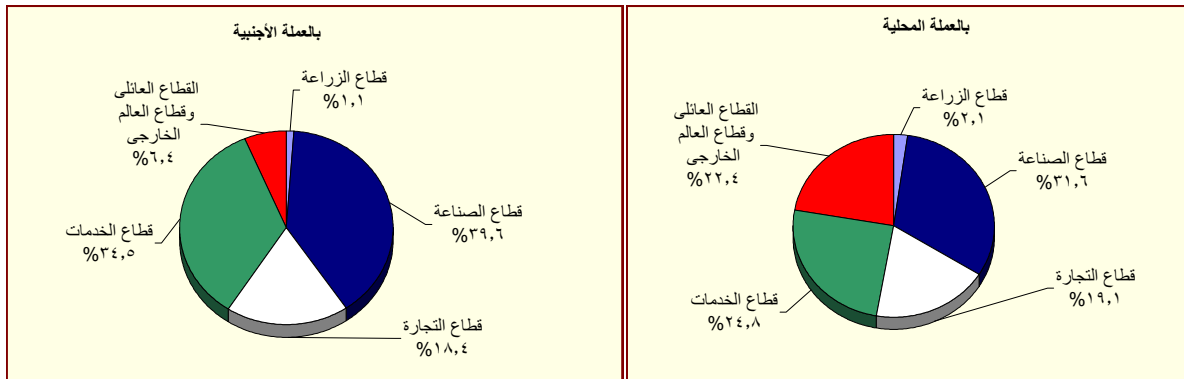 بالعملة المحلية
قطاع الزراعة
%٢,١
قطاع الصناعة
%٣١,٦
قطاع التجارة
%١٩,١
قطاع الخدمات
%٢٤,٨
القطاع العائلى
وقطاع العالم
الخارجى
%٢٢,٤
بالعملة الأجنبية
قطاع الزراعة
%١,١
قطاع الصناعة
%٣٩,٦
قطاع التجارة
%١٨,٤
قطاع الخدمات
%٣٤,٥
القطاع العائلى
وقطاع العالم
الخارجى
%٦,٤